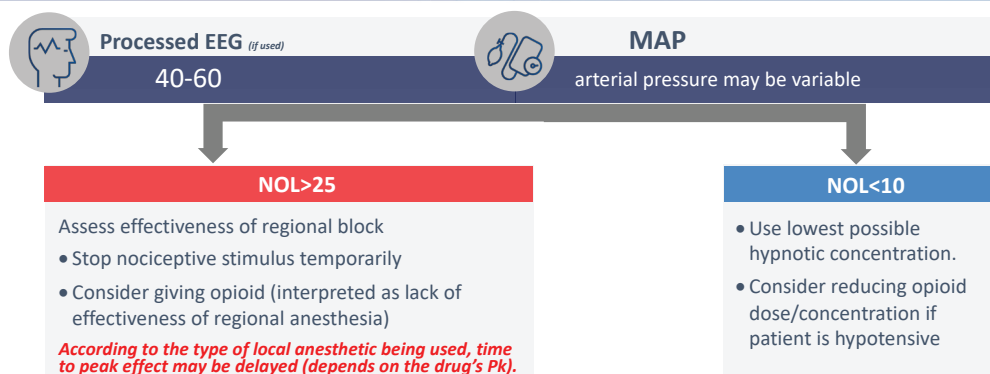 Processed EEG (if used)
MAP
40-60
arterial pressure may be variable
NOL>25
Assess effectiveness of regional block
• Stop nociceptive stimulus temporarily
• Consider giving opioid (interpreted as lack of
effectiveness of regional anesthesia)
According to the type of local anesthetic being used, time
to peak effect may be delayed (depends on the drug's Pk).
NOL<10
• Use lowest possible
hypnotic concentration.
• Consider reducing opioid
dose/concentration if
patient is hypotensive